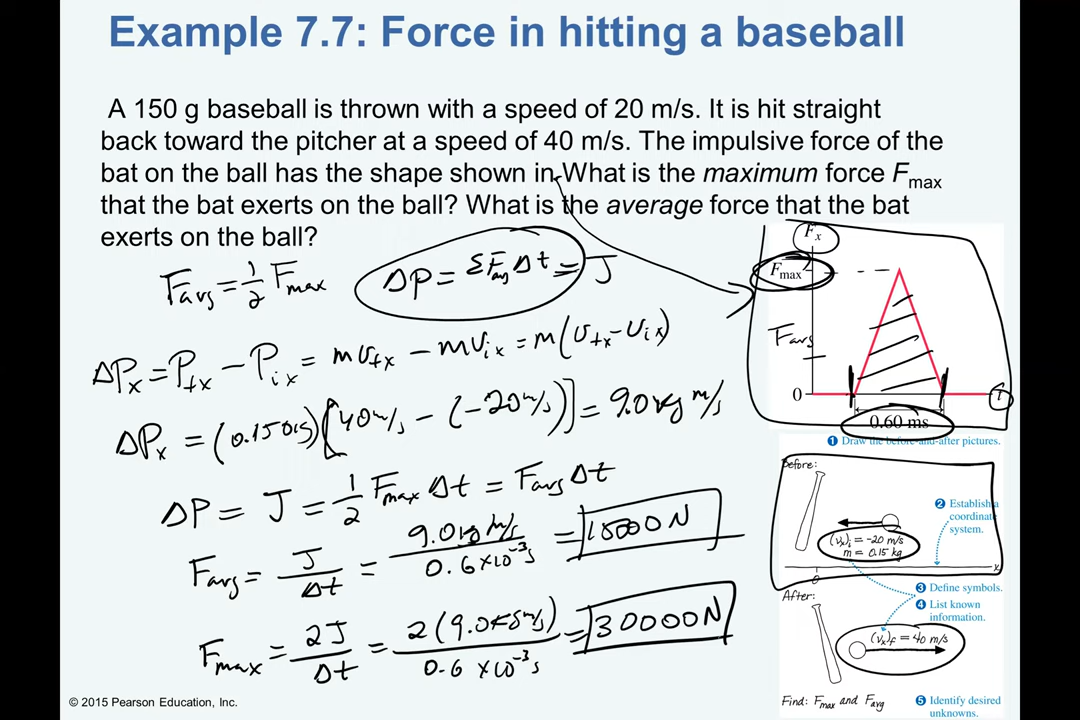 Example 7.7: Force in hitting a baseball
A 150 g baseball is thrown with a speed of 20 m/s. It is hit straight
back toward the pitcher at a speed of 40 m/s. The impulsive force of the
bat on the ball has the shape shown in What is the maximum force Fmax
that the bat exerts on the ball? What is the average force that the bat
exerts on the ball?
Favg = 1/2 Fmax
ΔP = ΣFavg Δt = J
ΔPx = Pfx - Pix = mvfx - mvix = m(vfx - vix)
ΔPx = (0.150kg)[40m/s - (-20m/s)] = 9.0 kg m/s
ΔP = J = 1/2 Fmax Δt = Favg Δt
Favg = J/Δt = 9.0kg m/s / 0.6×10⁻³s = 15000N
Fmax = 2J/Δt = 2(9.0kg m/s) / 0.6×10⁻³s = 30000N
Fx
Fmax
Favg
0
t
0.60 ms
1 Draw the before-and-after pictures.
Before:
2 Establish a
coordinate
system.
(vx)i = -20 m/s
m = 0.15 kg
x
0
3 Define symbols.
After:
4 List known
information.
(vx)f = 40 m/s
Find: Fmax and Favg
5 Identify desired
unknowns.
© 2015 Pearson Education, Inc.